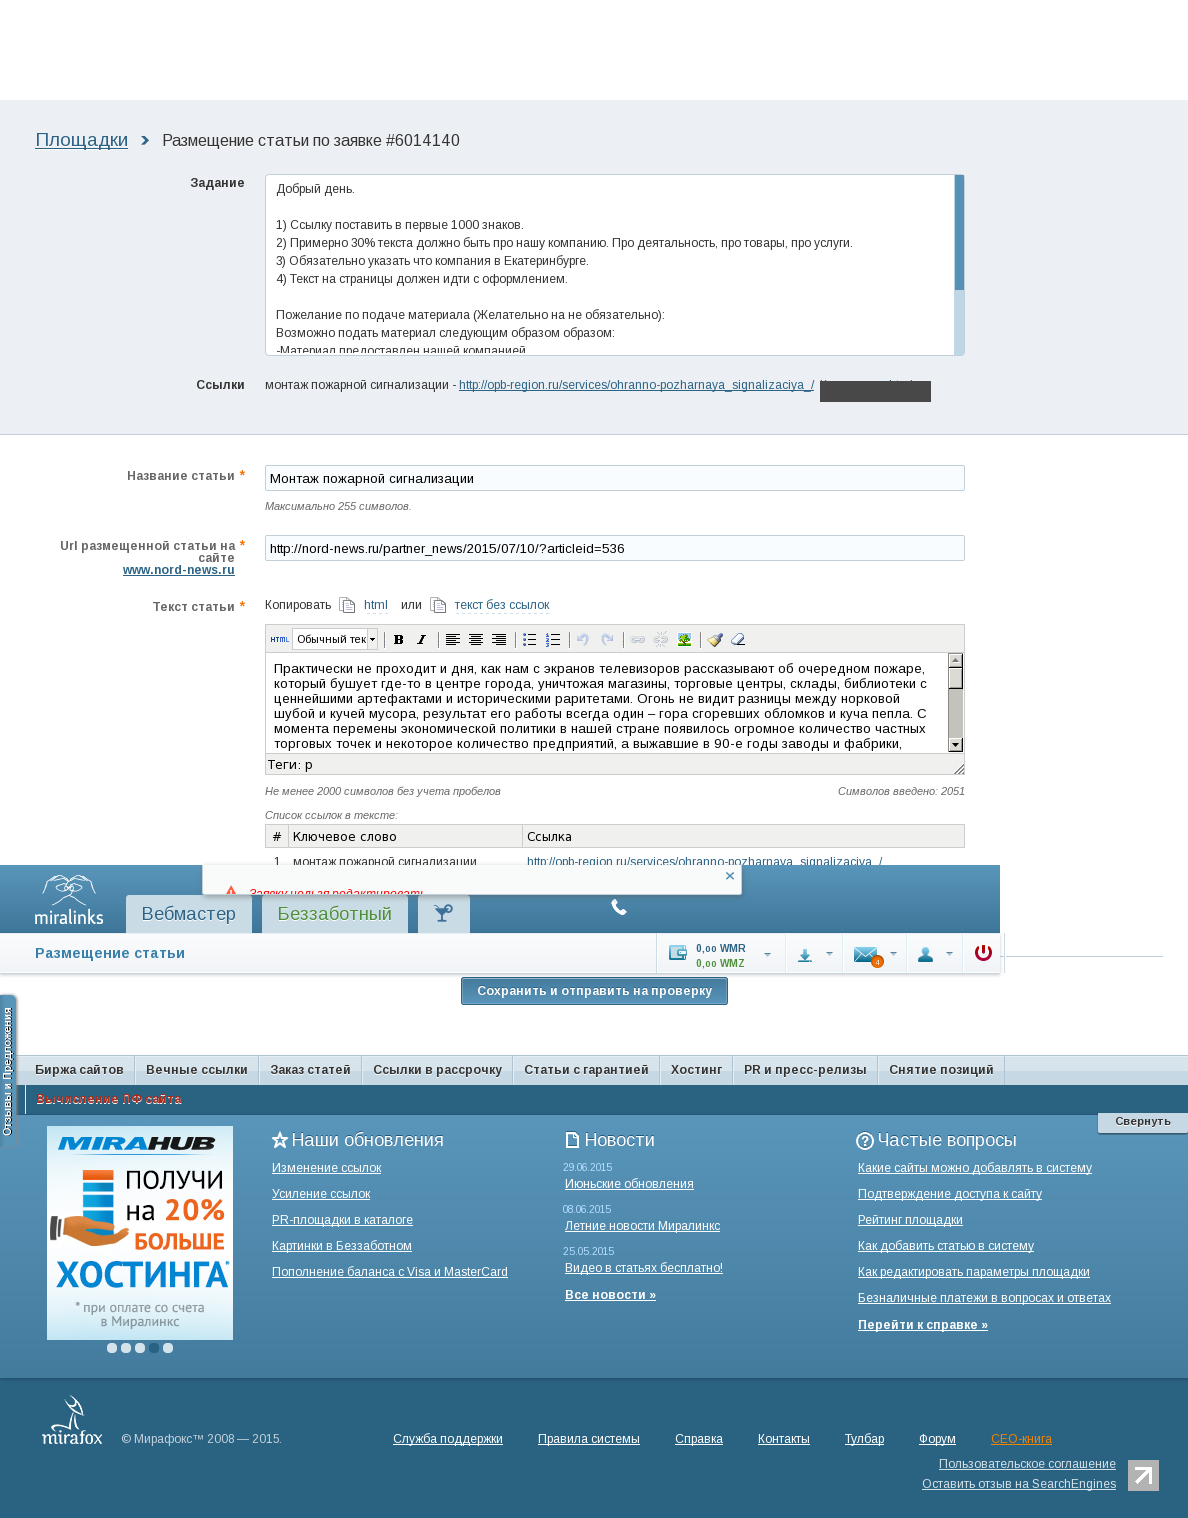 Площадки
Размещение статьи по заявке #6014140
Задание
Добрый день.
1) Ссылку поставить в первые 1000 знаков.
2) Примерно 30% текста должно быть про нашу компанию. Про деятальность, про товары, про услуги.
3) Обязательно указать что компания в Екатеринбурге.
4) Текст на страницы должен идти с оформлением.
Пожелание по подаче материала (Желательно на не обязательно):
Возможно подать материал следующим образом образом:
-Материал предоставлен нашей компанией
Ссылки
монтаж пожарной сигнализации - http://opb-region.ru/services/ohranno-pozharnaya_signalizaciya_/
Название статьи *
Монтаж пожарной сигнализации
Максимально 255 символов.
Url размещенной статьи на *
сайте
www.nord-news.ru
http://nord-news.ru/partner_news/2015/07/10/?articleid=536
Текст статьи *
Копировать html или текст без ссылок
HTML Обычный тек B I
Практически не проходит и дня, как нам с экранов телевизоров рассказывают об очередном пожаре,
который бушует где-то в центре города, уничтожая магазины, торговые центры, склады, библиотеки с
ценнейшими артефактами и историческими раритетами. Огонь не видит разницы между норковой
шубой и кучей мусора, результат его работы всегда один – гора сгоревших обломков и куча пепла. С
момента перемены экономической политики в нашей стране появилось огромное количество частных
торговых точек и некоторое количество предприятий, а выжавшие в 90-е годы заводы и фабрики,
Теги: p
Не менее 2000 символов без учета пробелов
Символов введено: 2051
Список ссылок в тексте:
# Ключевое слово Ссылка
1 монтаж пожарной сигнализации http://opb-region.ru/services/ohranno-pozharnaya_signalizaciya_/
Заявку нельзя редактировать
miralinks
Вебмастер
Беззаботный
Размещение статьи
0,00 WMR
0,00 WMZ
4
Сохранить и отправить на проверку
Отзывы и Предложения
Биржа сайтов
Вечные ссылки
Заказ статей
Ссылки в рассрочку
Статьи с гарантией
Хостинг
PR и пресс-релизы
Снятие позиций
Вычисление ПФ сайта
Свернуть
MIRAHUB
ПОЛУЧИ
НА 20%
БОЛЬШЕ
ХОСТИНГА*
* при оплате со счета
в Миралинкс
Наши обновления
Изменение ссылок
Усиление ссылок
PR-площадки в каталоге
Картинки в Беззаботном
Пополнение баланса с Visa и MasterCard
Новости
29.06.2015
Июньские обновления
08.06.2015
Летние новости Миралинкс
25.05.2015
Видео в статьях бесплатно!
Все новости »
Частые вопросы
Какие сайты можно добавлять в систему
Подтверждение доступа к сайту
Рейтинг площадки
Как добавить статью в систему
Как редактировать параметры площадки
Безналичные платежи в вопросах и ответах
Перейти к справке »
mirafox
© Мирафокс™ 2008 — 2015.
Служба поддержки
Правила системы
Справка
Контакты
Тулбар
Форум
СЕО-книга
Пользовательское соглашение
Оставить отзыв на SearchEngines